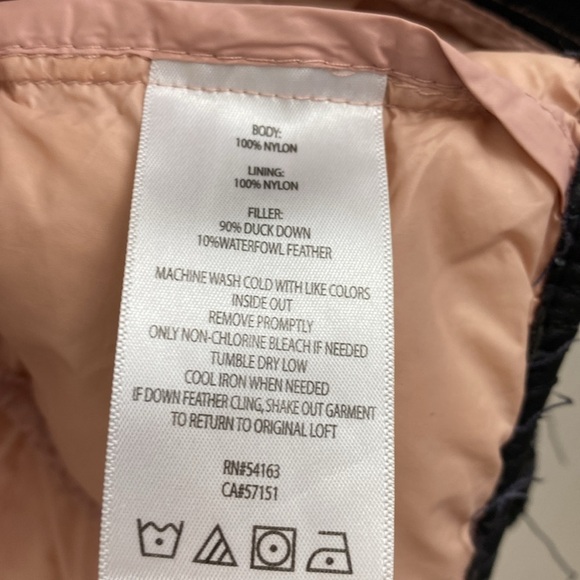 BODY:
100% NYLON
LINING:
100% NYLON
FILLER:
90% DUCK DOWN
10%WATERFOWL FEATHER
MACHINE WASH COLD WITH LIKE COLORS
INSIDE OUT
REMOVE PROMPTLY
ONLY NON-CHLORINE BLEACH IF NEEDED
TUMBLE DRY LOW
COOL IRON WHEN NEEDED
IF DOWN FEATHER CLING, SHAKE OUT GARMENT
TO RETURN TO ORIGINAL LOFT
RN#54163
CA#57151